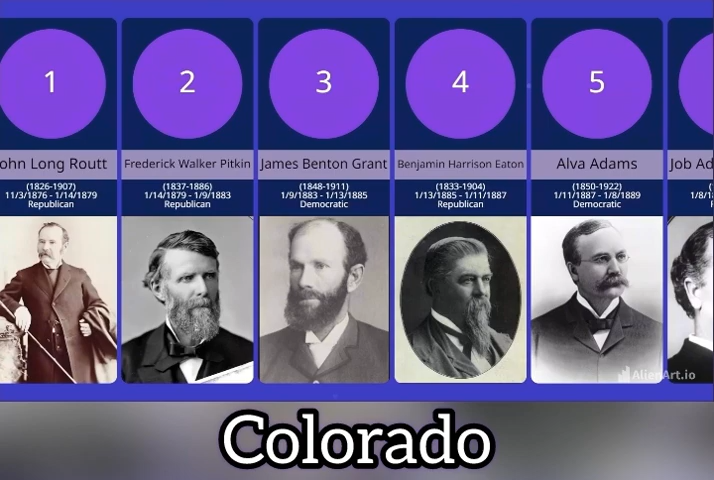 1
2
3
4
5
ohn Long Routt
Frederick Walker Pitkin
James Benton Grant
Benjamin Harrison Eaton
Alva Adams
Job Ad
(1826-1907)
11/3/1876 - 1/14/1879
Republican
(1837-1886)
1/14/1879 - 1/9/1883
Republican
(1848-1911)
1/9/1883 - 1/13/1885
Democratic
(1833-1904)
1/13/1885 - 1/11/1887
Republican
(1850-1922)
1/11/1887 - 1/8/1889
Democratic
AlienArt.io
Colorado